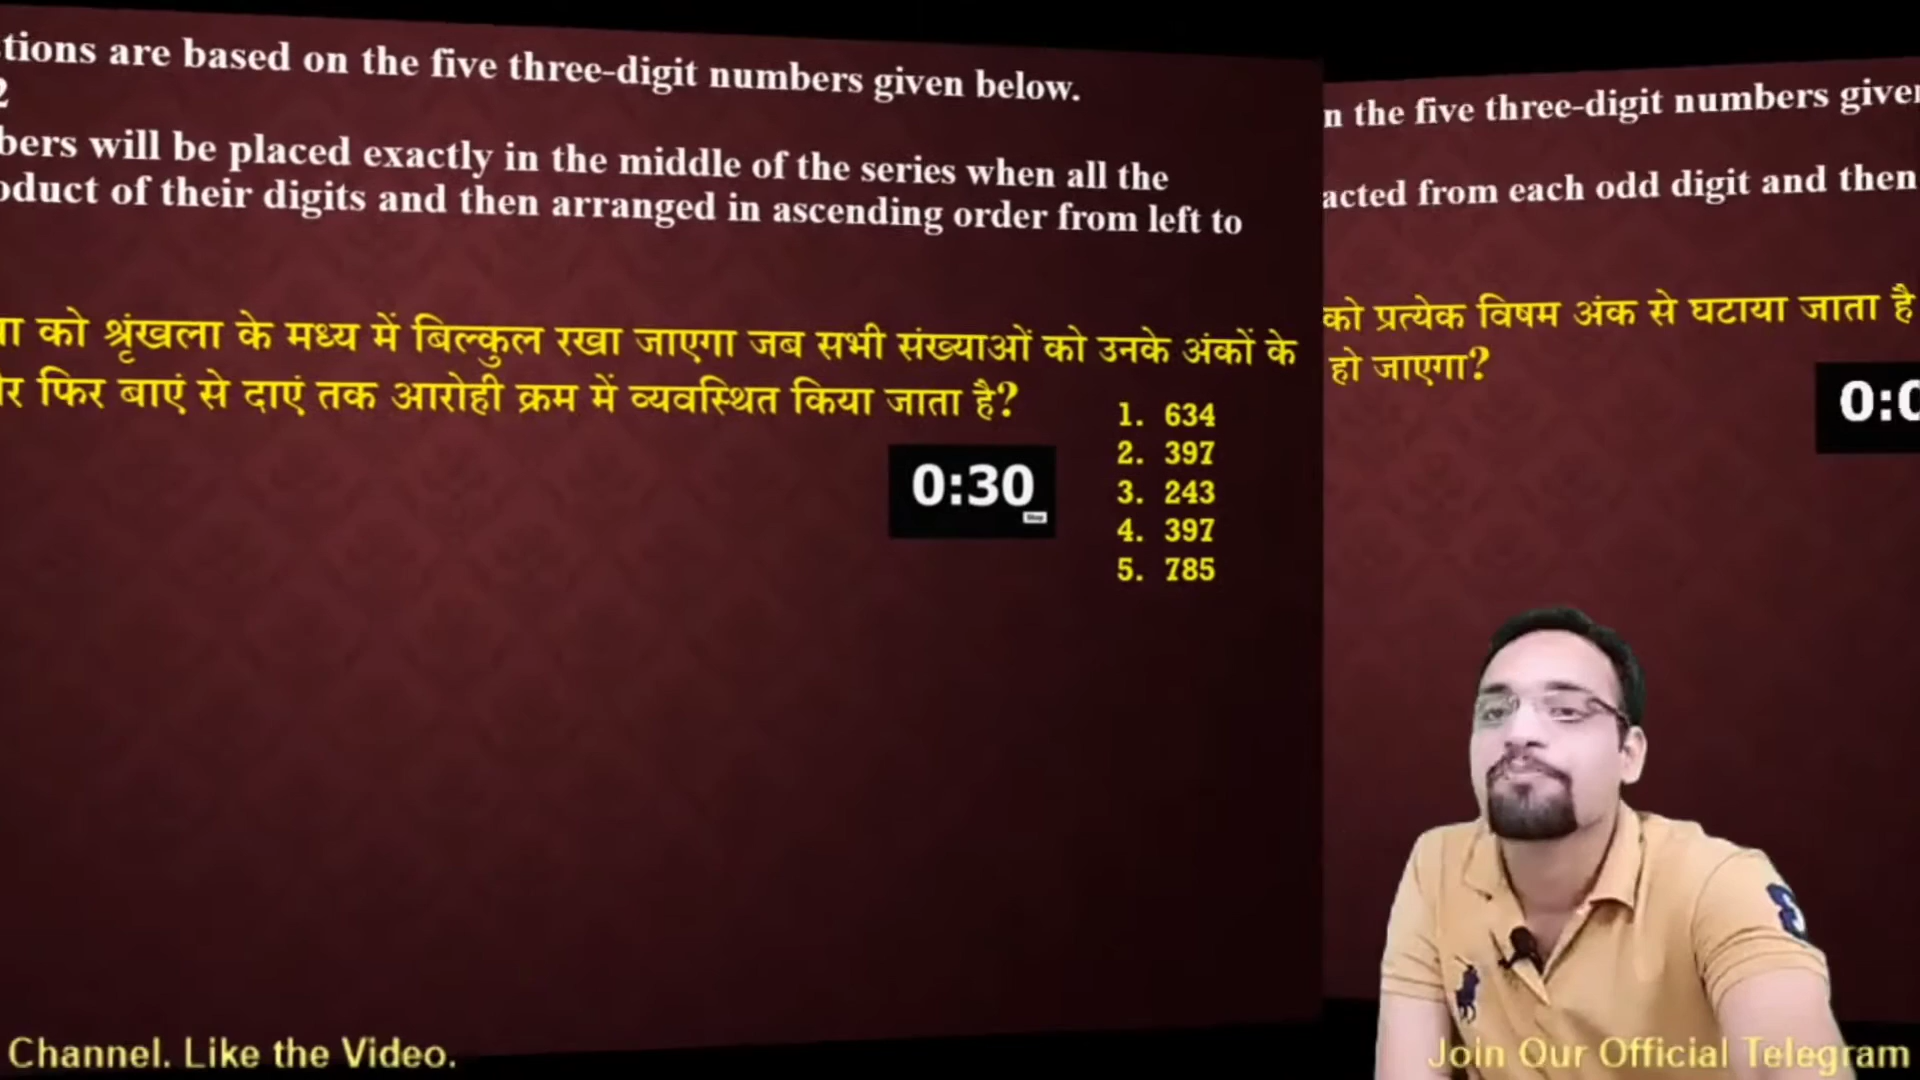 tions are based on the five three-digit numbers given below.
2
bers will be placed exactly in the middle of the series when all the
oduct of their digits and then arranged in ascending order from left to
या को श्रृंखला के मध्य में बिल्कुल रखा जाएगा जब सभी संख्याओं को उनके अंकों के
र फिर बाएं से दाएं तक आरोही क्रम में व्यवस्थित किया जाता है?
0:30
Stop
1. 634
2. 397
3. 243
4. 397
5. 785
n the five three-digit numbers given
acted from each odd digit and then
को प्रत्येक विषम अंक से घटाया जाता है
हो जाएगा?
0:0
Channel. Like the Video.
Join Our Official Telegram